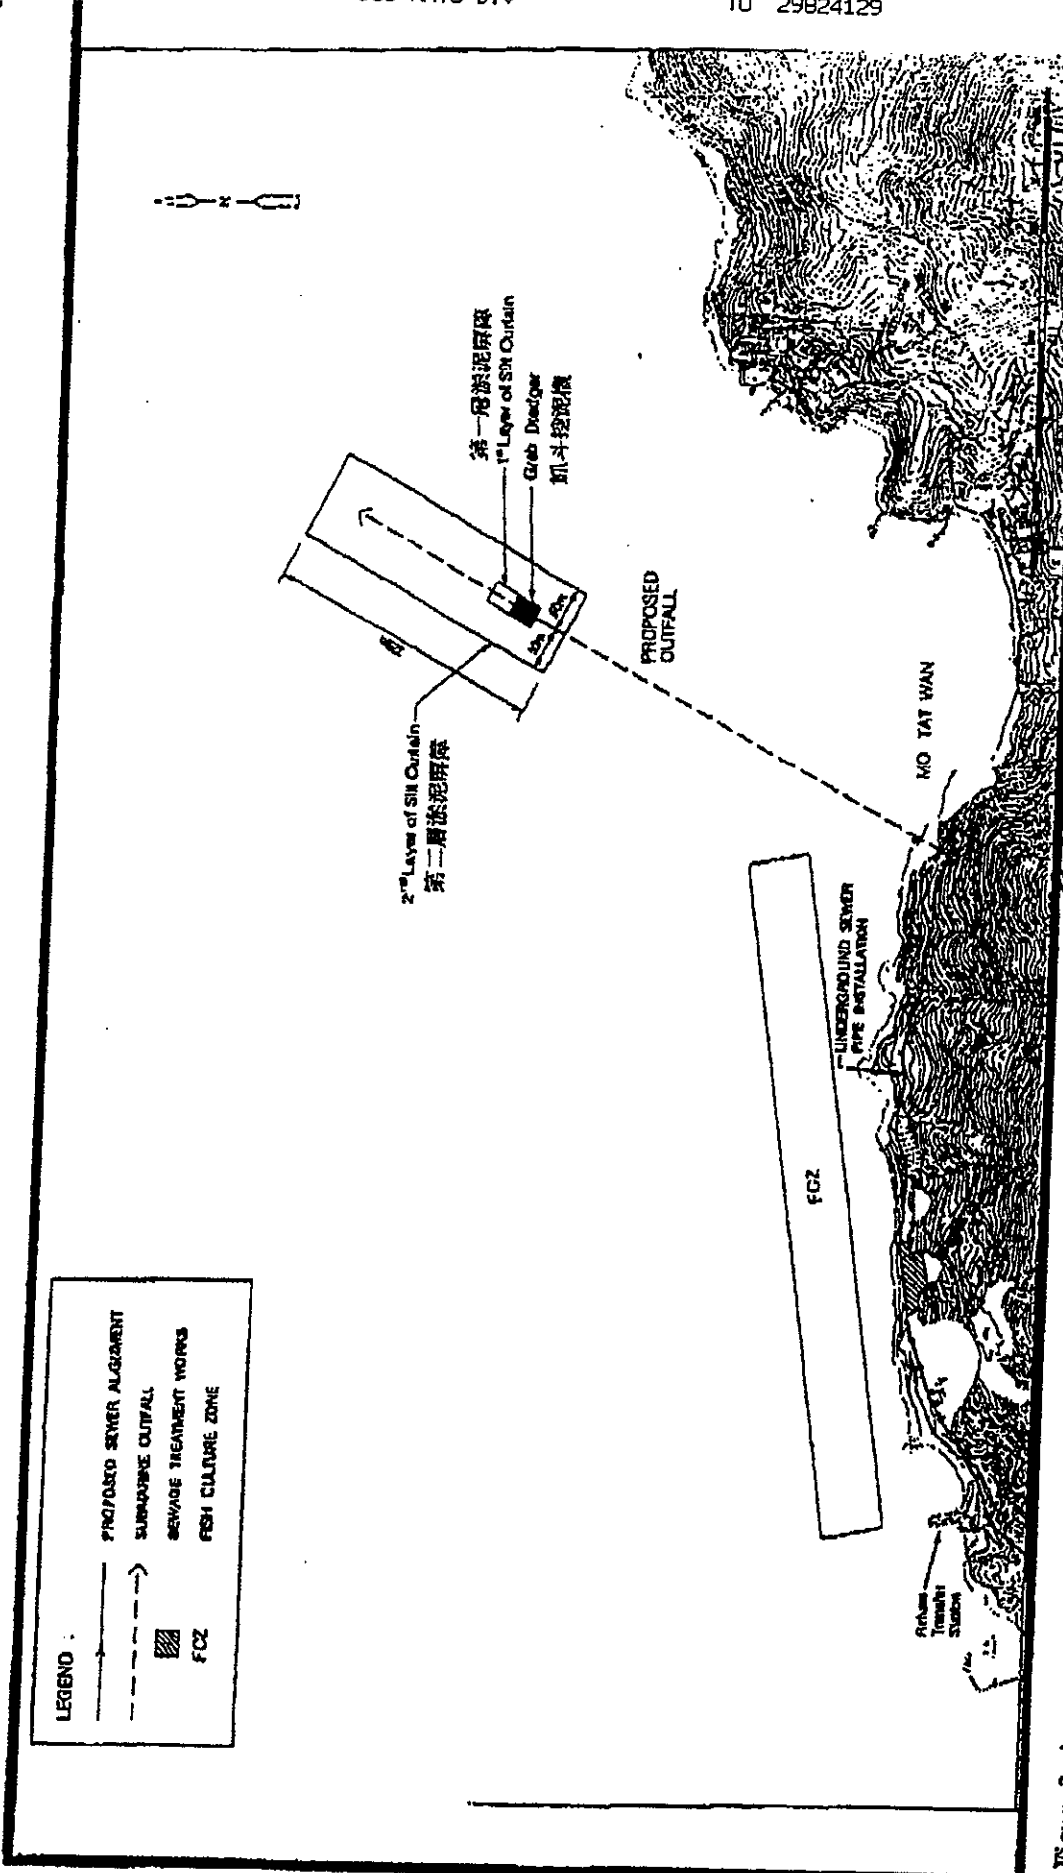 TO 29824129
LEGEND :
PROPOSED SEWER ALIGNMENT
SUBMARINE OUTFALL
SEWAGE TREATMENT WORKS
FCZ
FISH CULTURE ZONE
N
第一層淤泥屏障
1st Layer of Silt Curtain
Grab Dredger
抓斗挖泥機
2nd Layer of Silt Curtain
第二層淤泥屏障
PROPOSED
OUTFALL
MO TAT WAN
UNDERGROUND SEWER
PIPE INSTALLATION
FCZ
Refuse
Transfer
Station